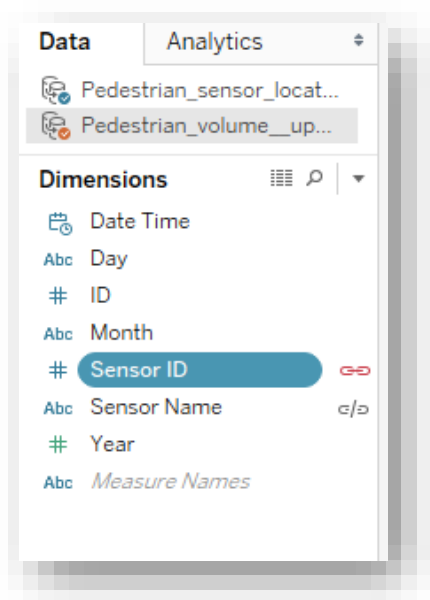 Data Analytics
Pedestrian_sensor_locat...
Pedestrian_volume__up...
Dimensions
Date Time
Abc Day
# ID
Abc Month
# Sensor ID
Abc Sensor Name
# Year
Abc Measure Names